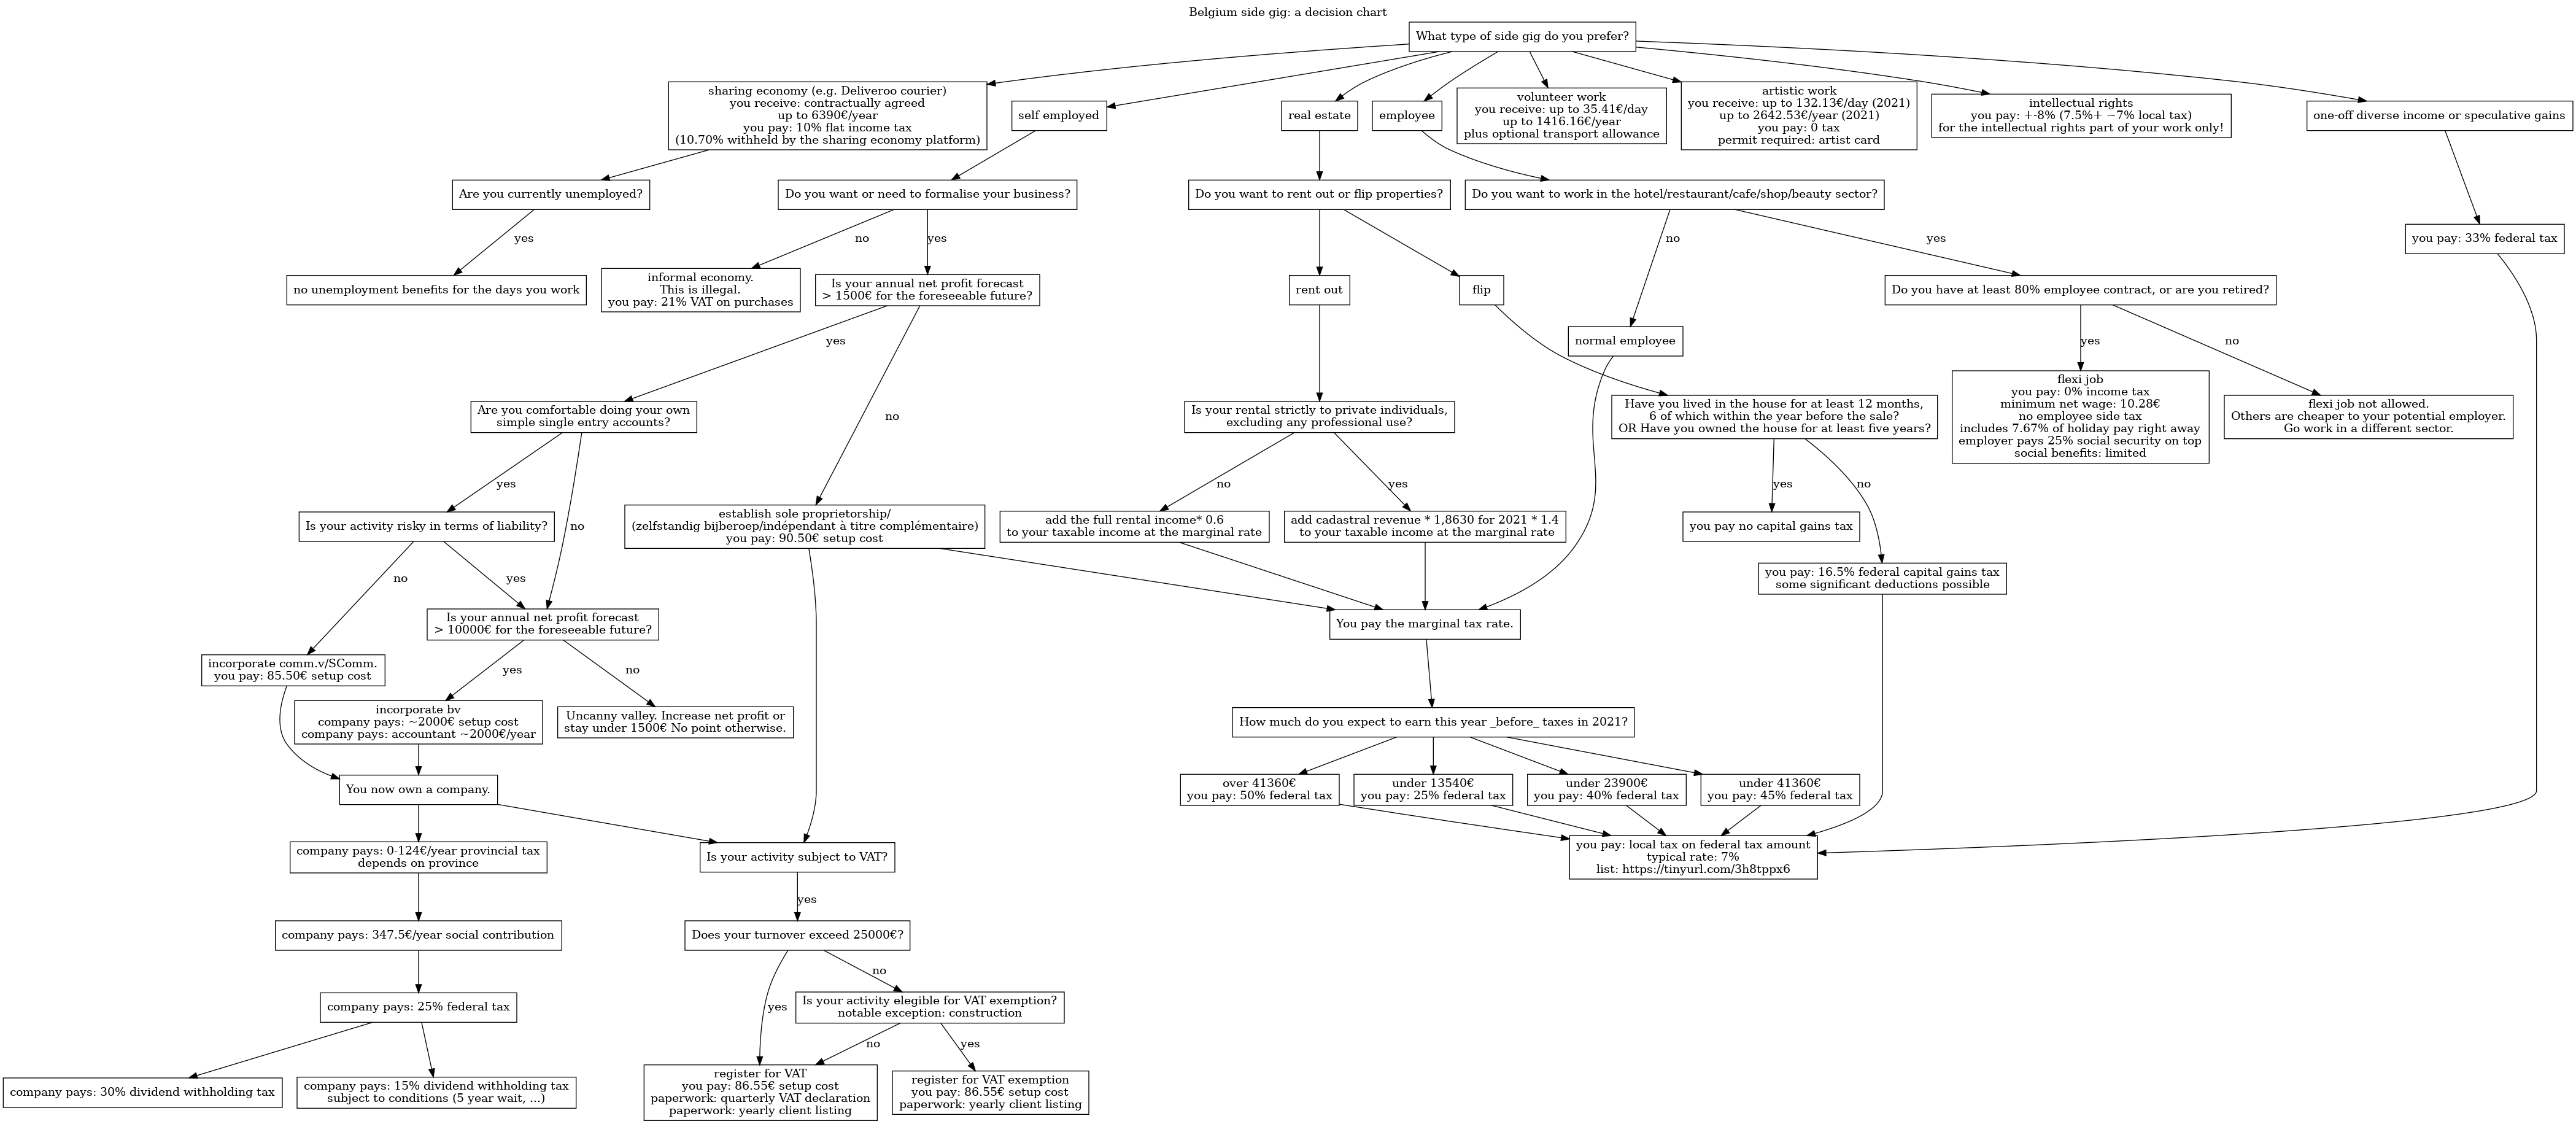 Belgium side gig: a decision chart
What type of side gig do you prefer?
sharing economy (e.g. Deliveroo courier)
you receive: contractually agreed
up to 6390€/year
you pay: 10% flat income tax
(10.70% withheld by the sharing economy platform)
self employed
real estate
employee
volunteer work
you receive: up to 35.41€/day
up to 1416.16€/year
plus optional transport allowance
artistic work
you receive: up to 132.13€/day (2021)
up to 2642.53€/year (2021)
you pay: 0 tax
permit required: artist card
intellectual rights
you pay: +-8% (7.5%+ ~7% local tax)
for the intellectual rights part of your work only!
one-off diverse income or speculative gains
Are you currently unemployed?
Do you want or need to formalise your business?
Do you want to rent out or flip properties?
Do you want to work in the hotel/restaurant/cafe/shop/beauty sector?
yes
no
yes
no
yes
you pay: 33% federal tax
no unemployment benefits for the days you work
informal economy.
This is illegal.
you pay: 21% VAT on purchases
Is your annual net profit forecast
> 1500€ for the foreseeable future?
rent out
flip
Do you have at least 80% employee contract, or are you retired?
yes
normal employee
yes
no
Are you comfortable doing your own
simple single entry accounts?
no
Is your rental strictly to private individuals,
excluding any professional use?
Have you lived in the house for at least 12 months,
6 of which within the year before the sale?
OR Have you owned the house for at least five years?
flexi job
you pay: 0% income tax
minimum net wage: 10.28€
no employee side tax
includes 7.67% of holiday pay right away
employer pays 25% social security on top
social benefits: limited
flexi job not allowed.
Others are cheaper to your potential employer.
Go work in a different sector.
yes
no
no
yes
yes
no
Is your activity risky in terms of liability?
establish sole proprietorship/
(zelfstandig bijberoep/indépendant à titre complémentaire)
you pay: 90.50€ setup cost
add the full rental income* 0.6
to your taxable income at the marginal rate
add cadastral revenue * 1,8630 for 2021 * 1.4
to your taxable income at the marginal rate
you pay no capital gains tax
no
yes
you pay: 16.5% federal capital gains tax
some significant deductions possible
Is your annual net profit forecast
> 10000€ for the foreseeable future?
You pay the marginal tax rate.
incorporate comm.v/SComm.
you pay: 85.50€ setup cost
yes
no
incorporate bv
company pays: ~2000€ setup cost
company pays: accountant ~2000€/year
Uncanny valley. Increase net profit or
stay under 1500€ No point otherwise.
How much do you expect to earn this year _before_ taxes in 2021?
You now own a company.
over 41360€
you pay: 50% federal tax
under 13540€
you pay: 25% federal tax
under 23900€
you pay: 40% federal tax
under 41360€
you pay: 45% federal tax
company pays: 0-124€/year provincial tax
depends on province
Is your activity subject to VAT?
you pay: local tax on federal tax amount
typical rate: 7%
list: https://tinyurl.com/3h8tppx6
yes
company pays: 347.5€/year social contribution
Does your turnover exceed 25000€?
no
company pays: 25% federal tax
yes
Is your activity elegible for VAT exemption?
notable exception: construction
no
yes
company pays: 30% dividend withholding tax
company pays: 15% dividend withholding tax
subject to conditions (5 year wait, ...)
register for VAT
you pay: 86.55€ setup cost
paperwork: quarterly VAT declaration
paperwork: yearly client listing
register for VAT exemption
you pay: 86.55€ setup cost
paperwork: yearly client listing